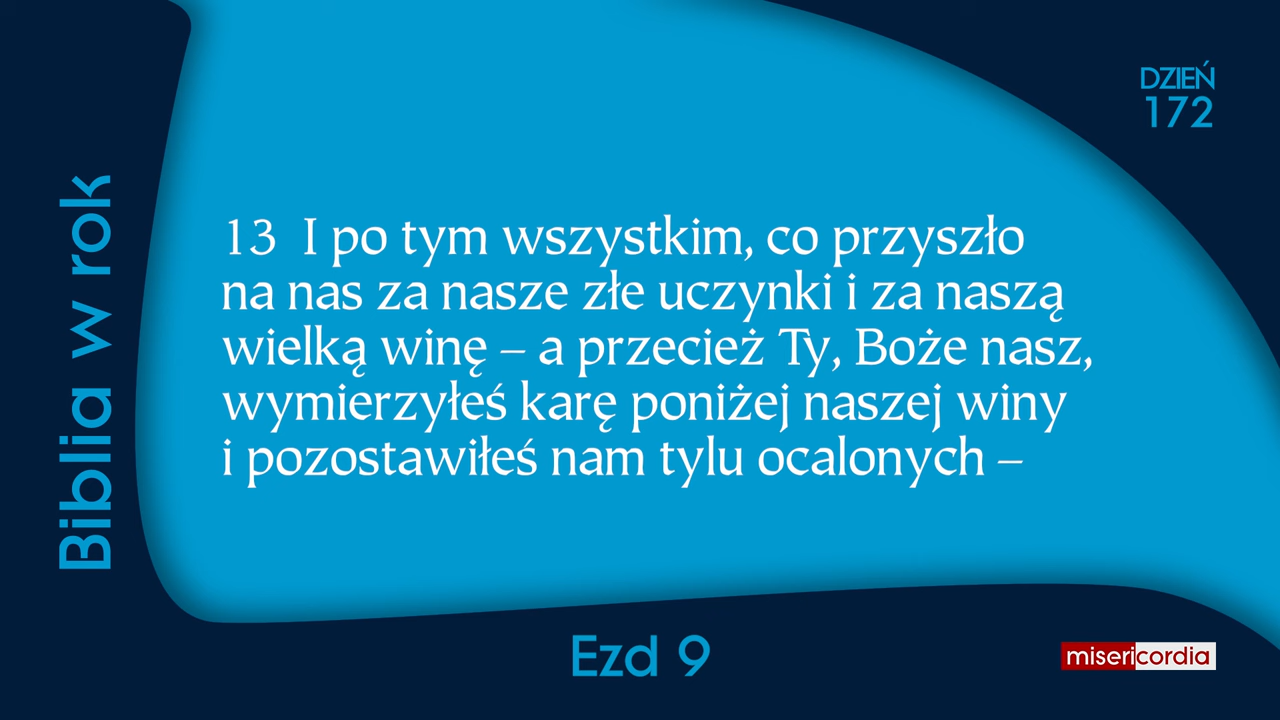 DZIEŃ
172
Biblia w rok
13 I po tym wszystkim, co przyszło
na nas za nasze złe uczynki i za naszą
wielką winę – a przecież Ty, Boże nasz,
wymierzyłeś karę poniżej naszej winy
i pozostawiłeś nam tylu ocalonych –
Ezd 9
misericordia